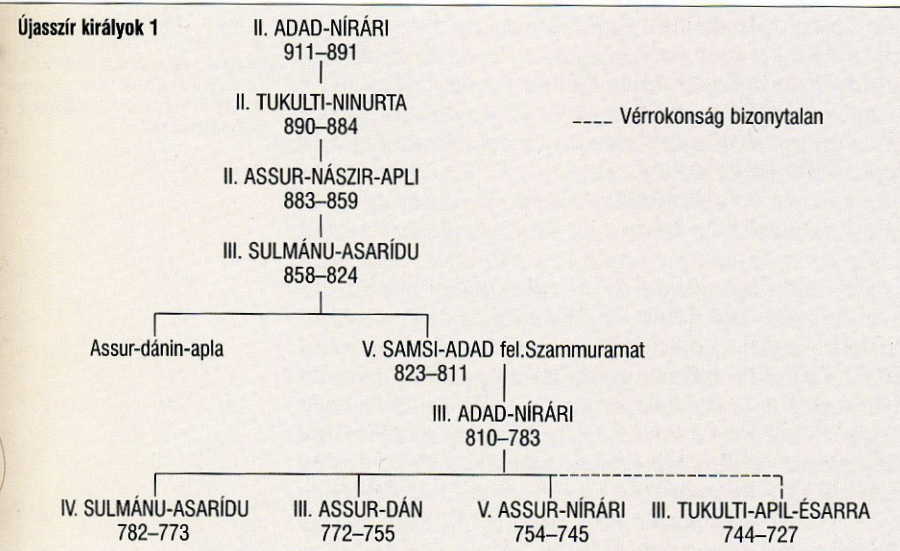 Újasszír királyok 1
II. ADAD-NÍRÁRI
911–891
II. TUKULTI-NINURTA
890–884
---- Vérrokonság bizonytalan
II. ASSUR-NÁSZIR-APLI
883–859
III. SULMÁNU-ASARÍDU
858–824
Assur-dánin-apla
V. SAMSI-ADAD fel.Szammuramat
823–811
III. ADAD-NÍRÁRI
810–783
IV. SULMÁNU-ASARÍDU
782–773
III. ASSUR-DÁN
772–755
V. ASSUR-NÍRÁRI
754–745
III. TUKULTI-APIL-ÉSARRA
744–727